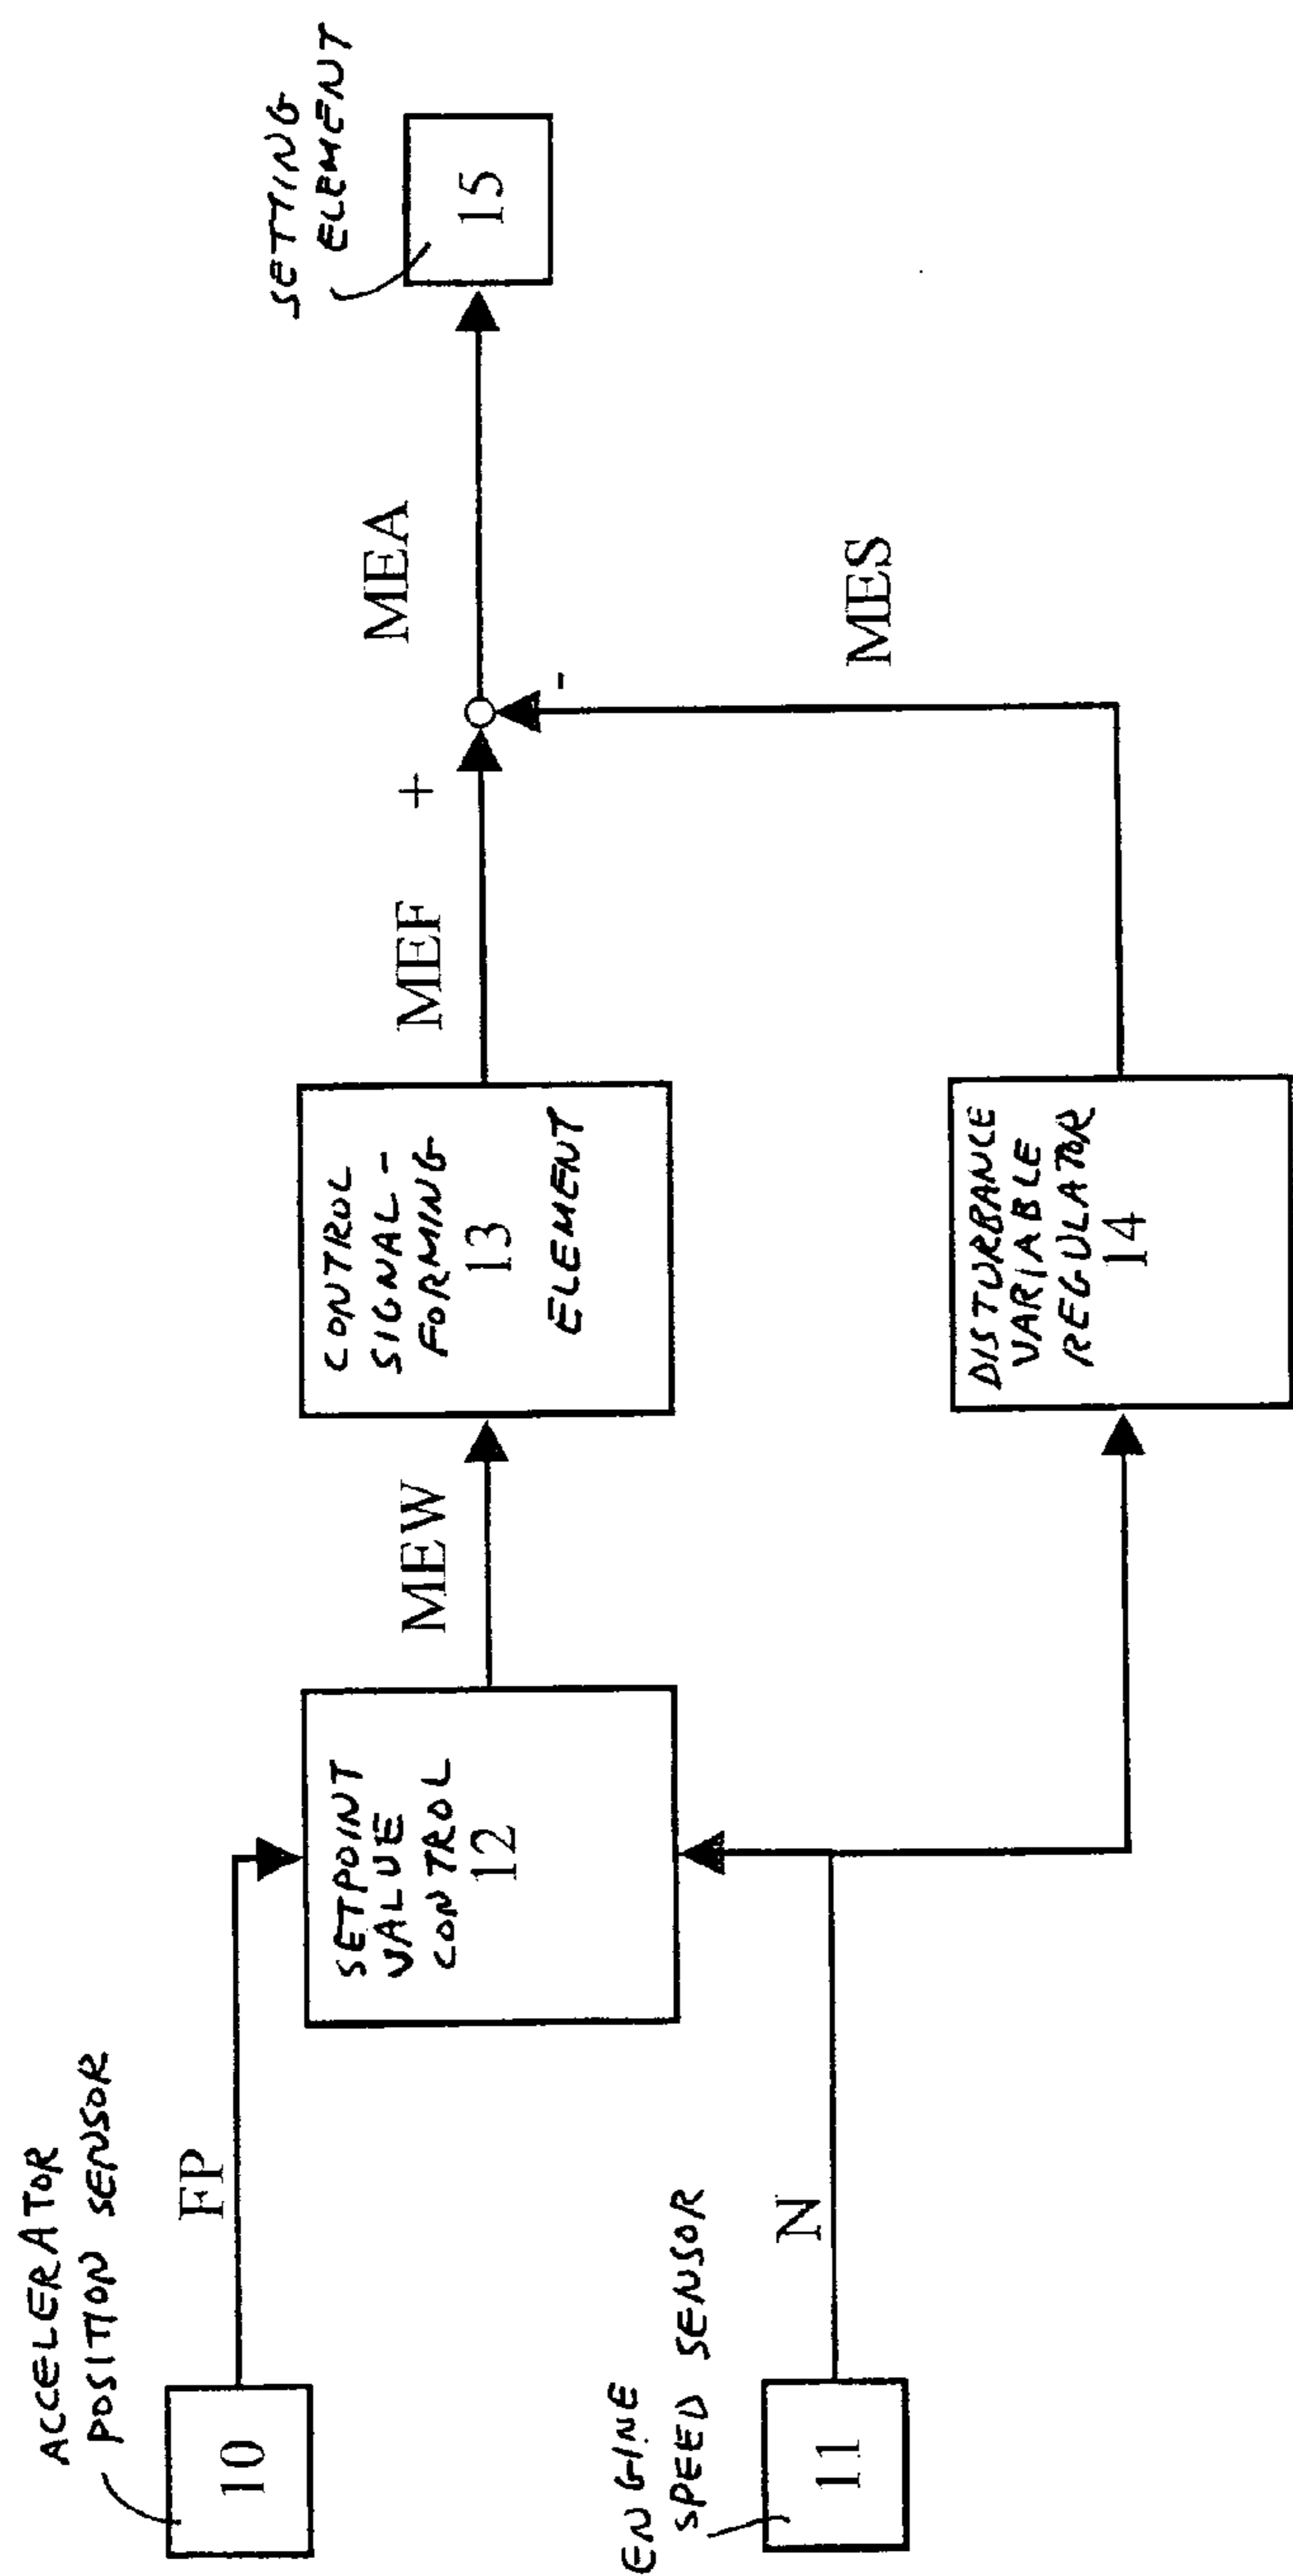 ACCELERATOR
POSITION SENSOR
10
FP
ENGINE
SPEED SENSOR
11
N
SETPOINT
VALUE
CONTROL
12
MEW
CONTROL
SIGNAL-
FORMING
13
ELEMENT
MEF
+
DISTURBANCE
VARIABLE
REGULATOR
14
MES
-
MEA
SETTING
ELEMENT
15